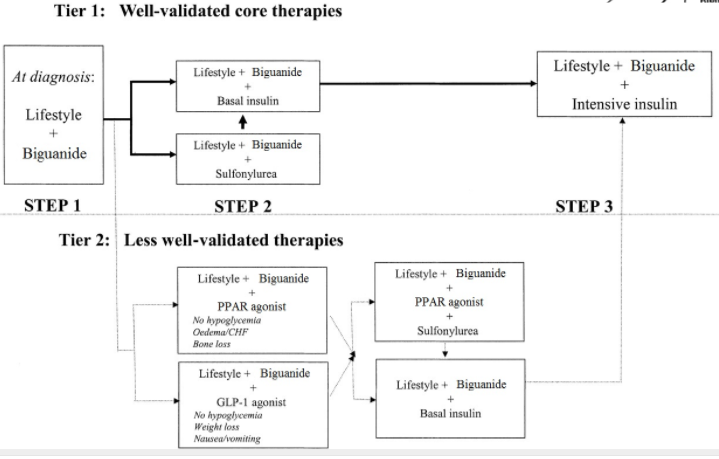 Tier 1: Well-validated core therapies
At diagnosis:
Lifestyle
+
Biguanide
Lifestyle + Biguanide
+
Basal insulin
Lifestyle + Biguanide
+
Sulfonylurea
Lifestyle + Biguanide
+
Intensive insulin
STEP 1
STEP 2
STEP 3
Tier 2: Less well-validated therapies
Lifestyle + Biguanide
+
PPAR agonist
No hypoglycemia
Oedema/CHF
Bone loss
Lifestyle + Biguanide
+
GLP-1 agonist
No hypoglycemia
Weight loss
Nausea/vomiting
Lifestyle + Biguanide
+
PPAR agonist
+
Sulfonylurea
Lifestyle + Biguanide
+
Basal insulin